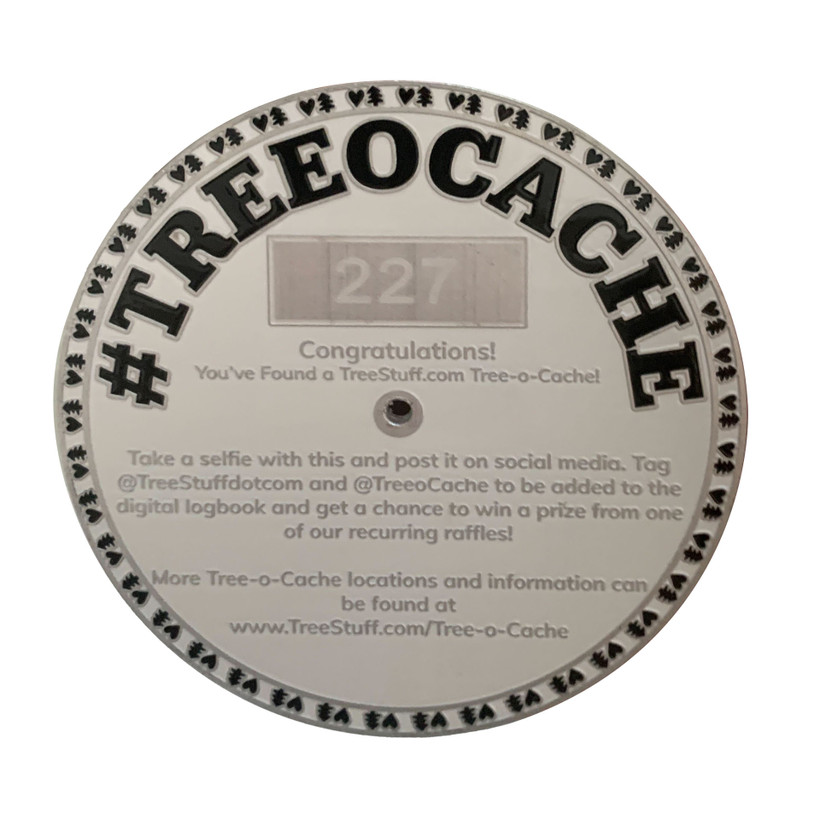 #TREEOCACHE
227
Congratulations!
You've Found a TreeStuff.com Tree-o-Cache!
Take a selfie with this and post it on social media. Tag
@TreeStuffdotcom and @TreeoCache to be added to the
digital logbook and get a chance to win a prize from one
of our recurring raffles!
More Tree-o-Cache locations and information can
be found at
www.TreeStuff.com/Tree-o-Cache